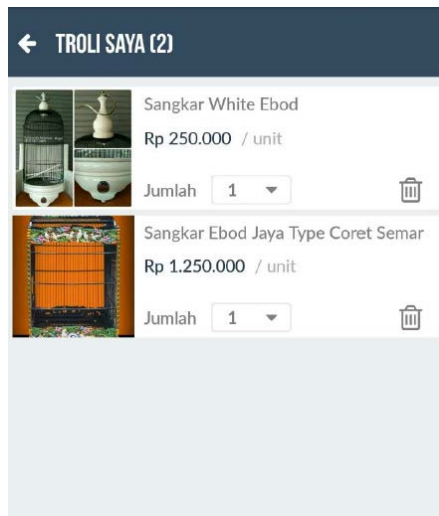 TROLI SAYA (2)
Sangkar White Ebod
Rp 250.000 / unit
Jumlah 1
Sangkar Ebod Jaya Type Coret Semar
Rp 1.250.000 / unit
Jumlah 1